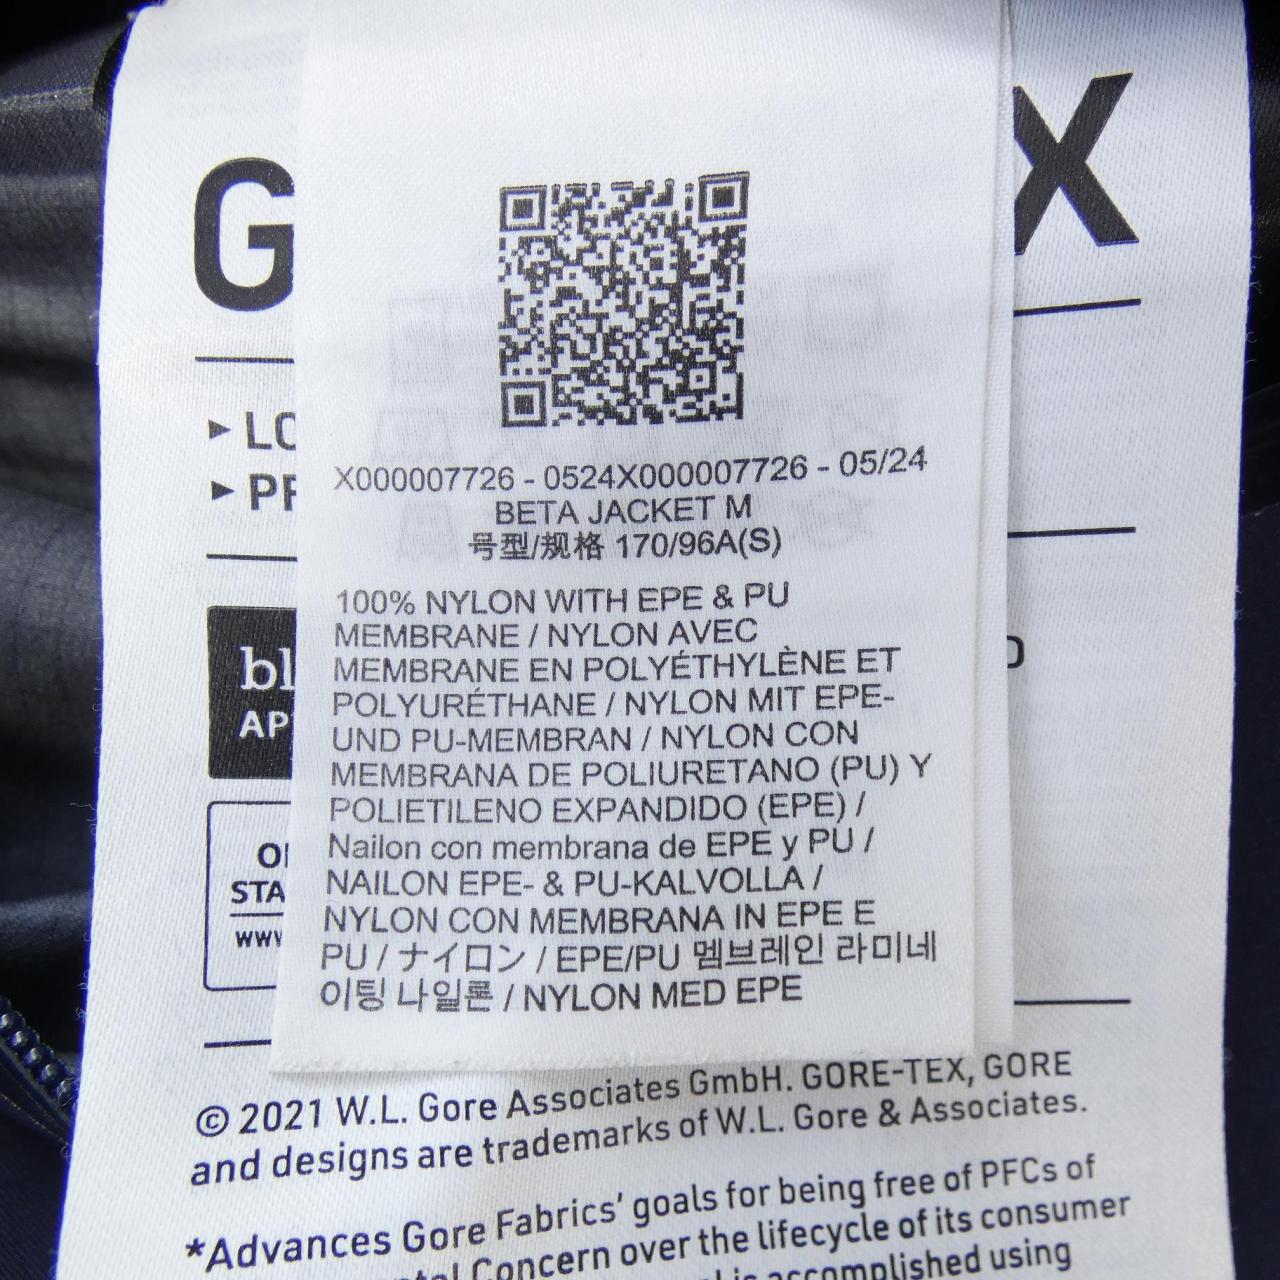 G X
▶ LO
▶ PR
bl
AP
STA
www
X000007726 - 0524X000007726 - 05/24
BETA JACKET M
号型/规格 170/96A(S)
100% NYLON WITH EPE & PU
MEMBRANE / NYLON AVEC
MEMBRANE EN POLYÉTHYLÈNE ET
POLYURÉTHANE / NYLON MIT EPE-
UND PU-MEMBRAN / NYLON CON
MEMBRANA DE POLIURETANO (PU) Y
POLIETILENO EXPANDIDO (EPE) /
Nailon con membrana de EPE y PU /
NAILON EPE- & PU-KALVOLLA /
NYLON CON MEMBRANA IN EPE E
PU / ナイロン / EPE/PU 멤브레인 라미네
이팅 나일론 / NYLON MED EPE
© 2021 W.L. Gore Associates GmbH. GORE-TEX, GORE
and designs are trademarks of W.L. Gore & Associates.
*Advances Gore Fabrics' goals for being free of PFCs of
Concern over the lifecycle of its consumer
is accomplished using